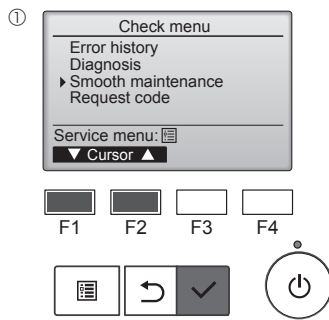 ①
Check menu
Error history
Diagnosis
Smooth maintenance
Request code
Service menu:
▼ Cursor ▲
F1 F2 F3 F4